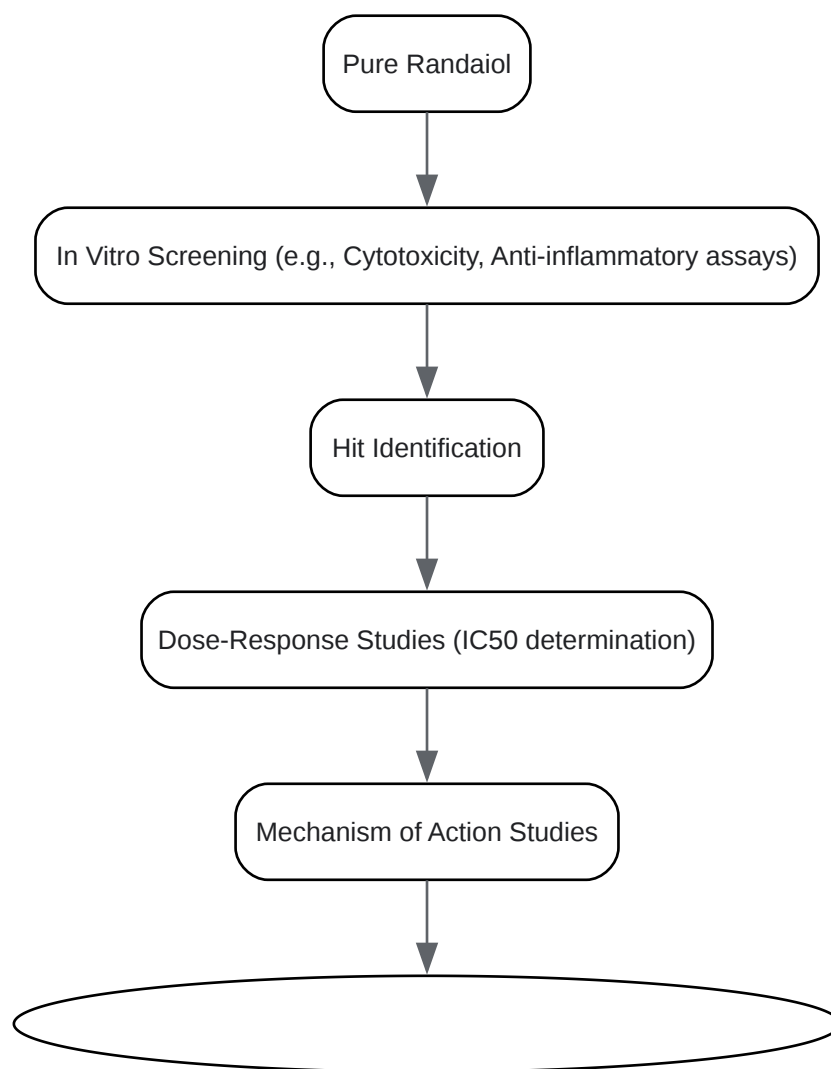 Pure Randaiol
In Vitro Screening (e.g., Cytotoxicity, Anti-inflammatory assays)
Hit Identification
Dose-Response Studies (IC50 determination)
Mechanism of Action Studies